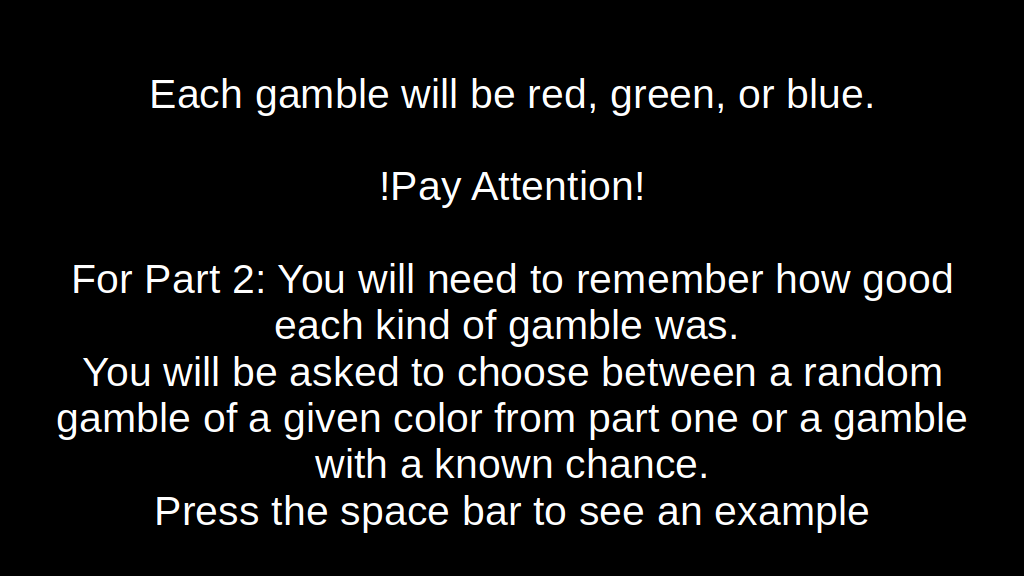 Each gamble will be red, green, or blue.
!Pay Attention!
For Part 2: You will need to remember how good
each kind of gamble was.
You will be asked to choose between a random
gamble of a given color from part one or a gamble
with a known chance.
Press the space bar to see an example